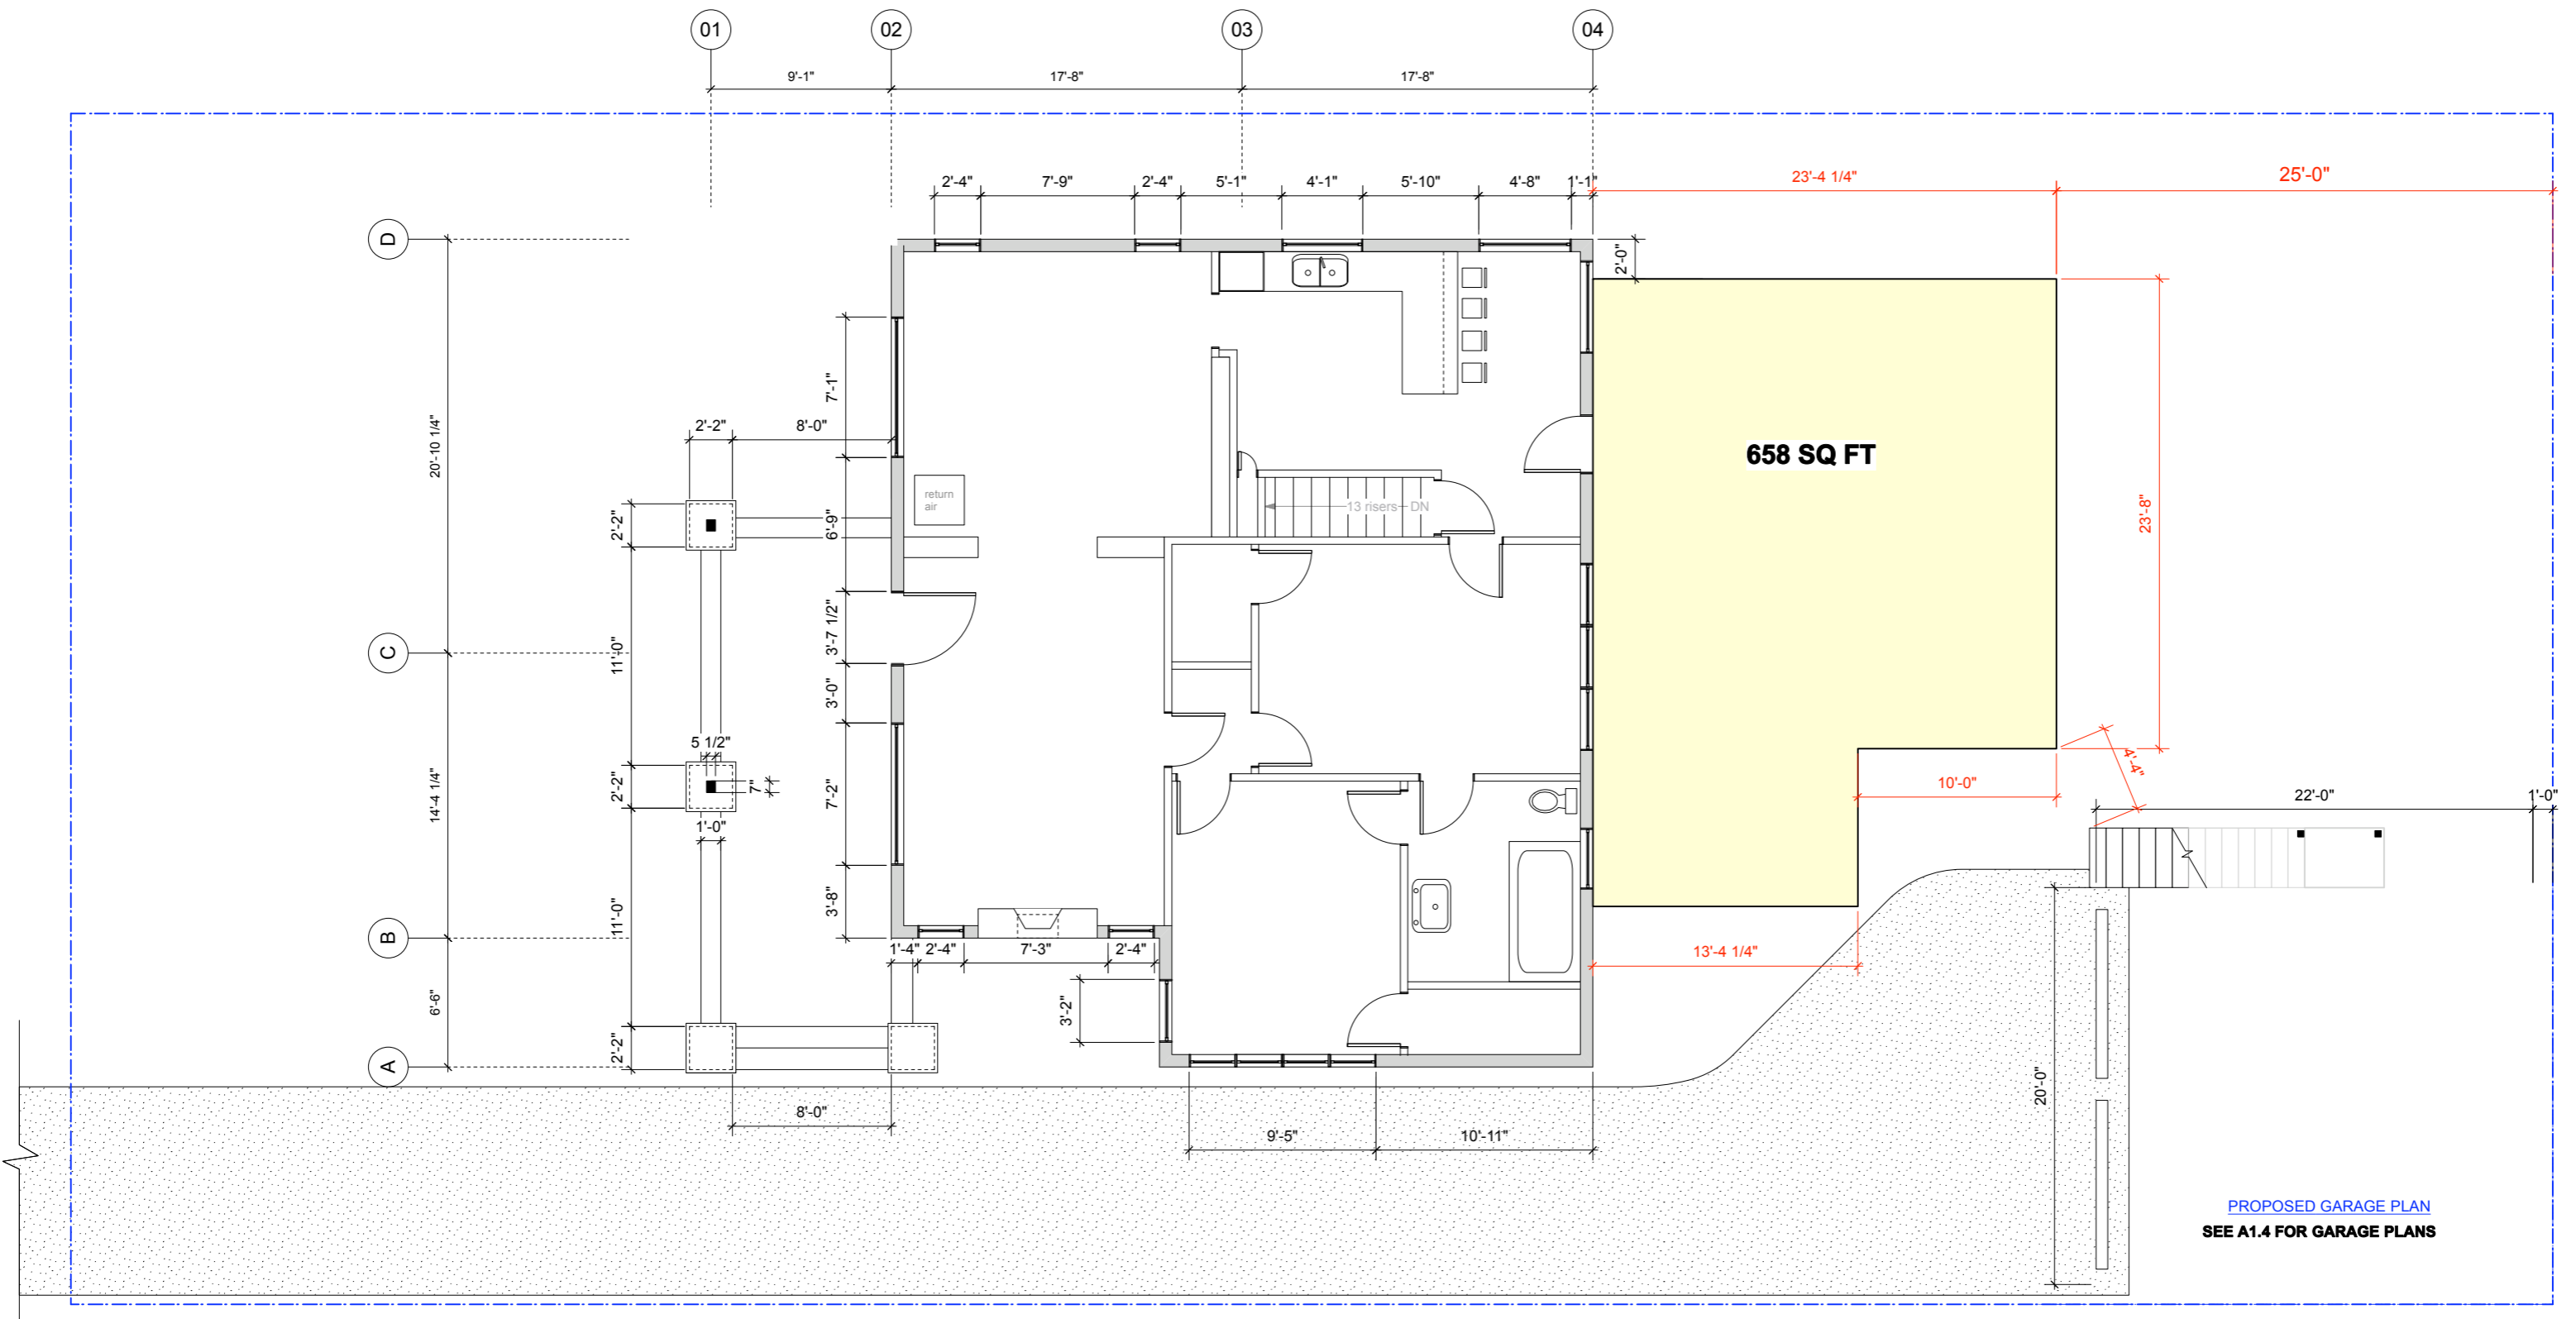 01 02 03 04
9'-1" 17'-8" 17'-8"
23'-4 1/4" 25'-0"
2'-4" 7'-9" 2'-4" 5'-1" 4'-1" 5'-10" 4'-8" 1'-1"
D
2'-0"
7'-1"
20'-10 1/4"
2'-2" 8'-0"
658 SQ FT
return
air
13 risers DN
2'-2"
6'-9"
23'-8"
3'-7 1/2"
C
11'-0"
3'-0"
5 1/2"
4'-4"
2'-2"
7"
14'-4 1/4"
7'-2"
10'-0"
22'-0" 1'-0"
1'-0"
3'-8"
11'-0"
B
1'-4" 2'-4" 7'-3" 2'-4"
13'-4 1/4"
6'-6"
3'-2"
2'-2"
A
20'-0"
8'-0"
9'-5" 10'-11"
PROPOSED GARAGE PLAN
SEE A1.4 FOR GARAGE PLANS